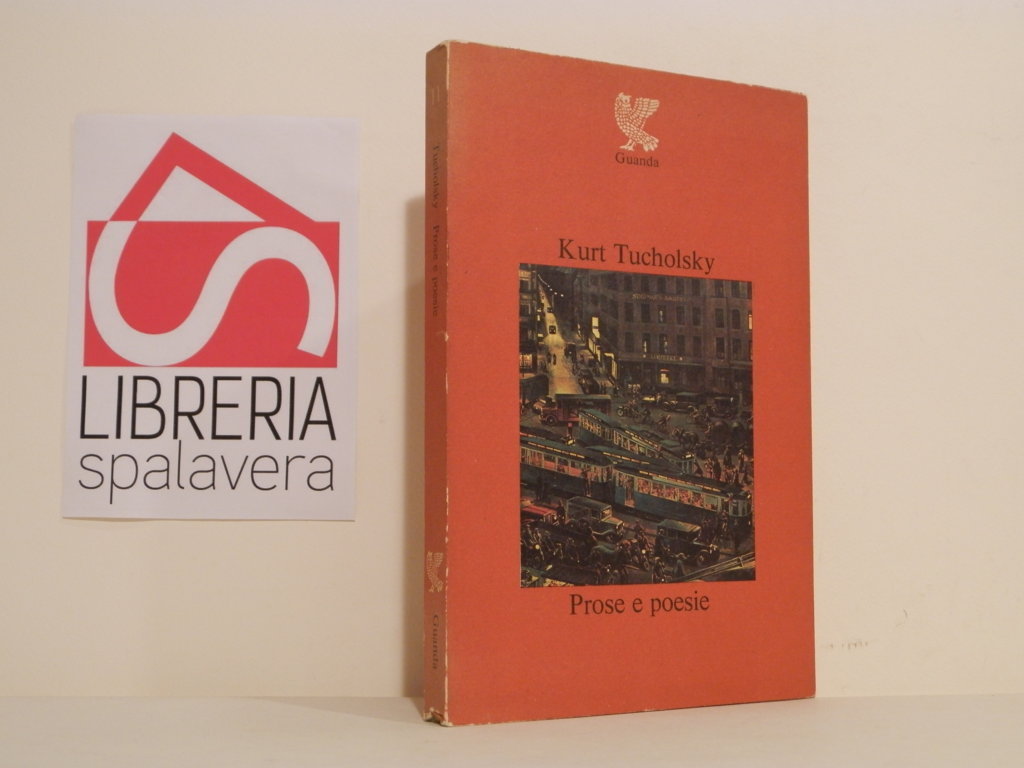 LIBRERIA
spalavera
Tucholsky Prose e poesie
Guanda
Guanda
Kurt Tucholsky
Prose e poesie